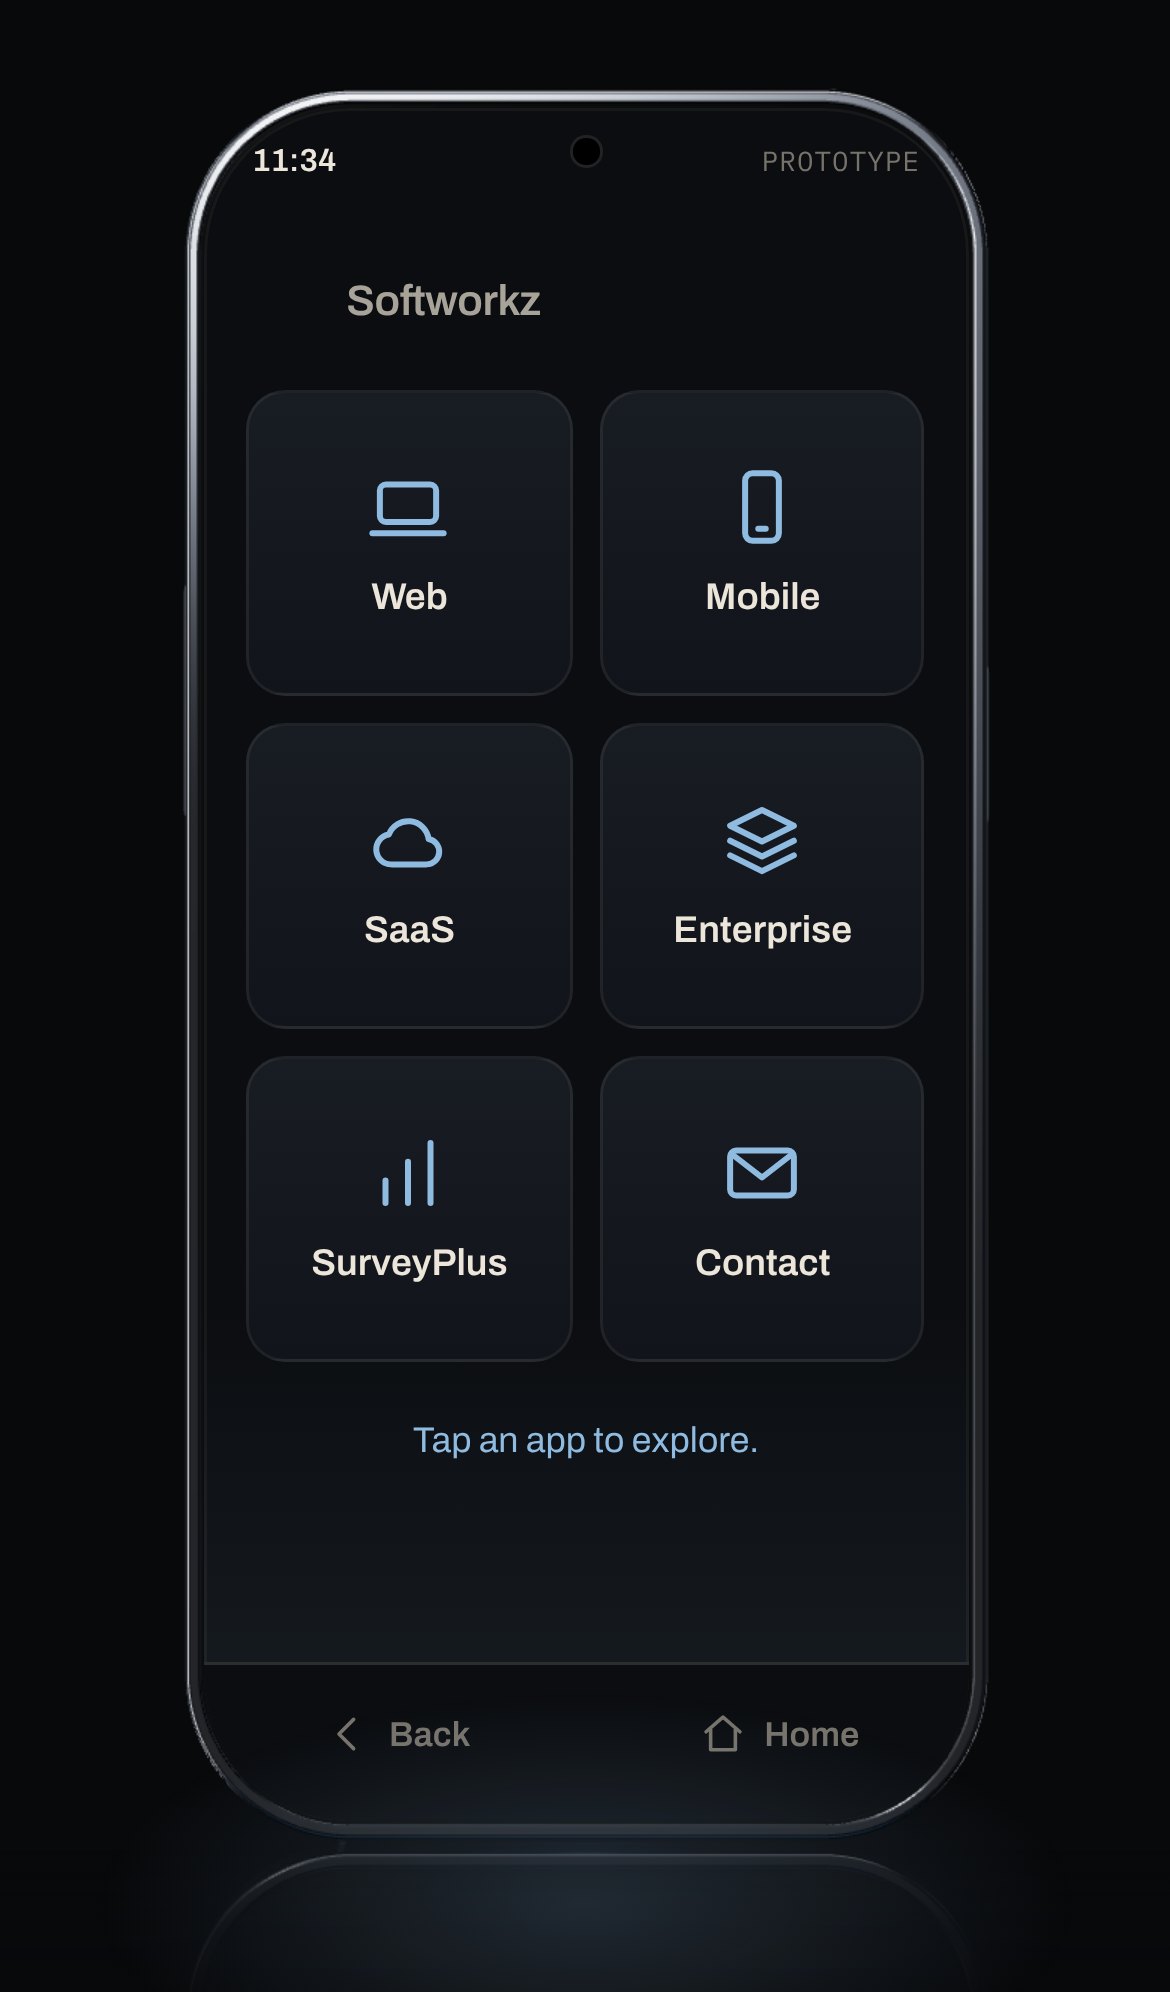 11:34 PROTOTYPE
Softworkz
Web Mobile
SaaS Enterprise
SurveyPlus Contact
Tap an app to explore.
Back Home